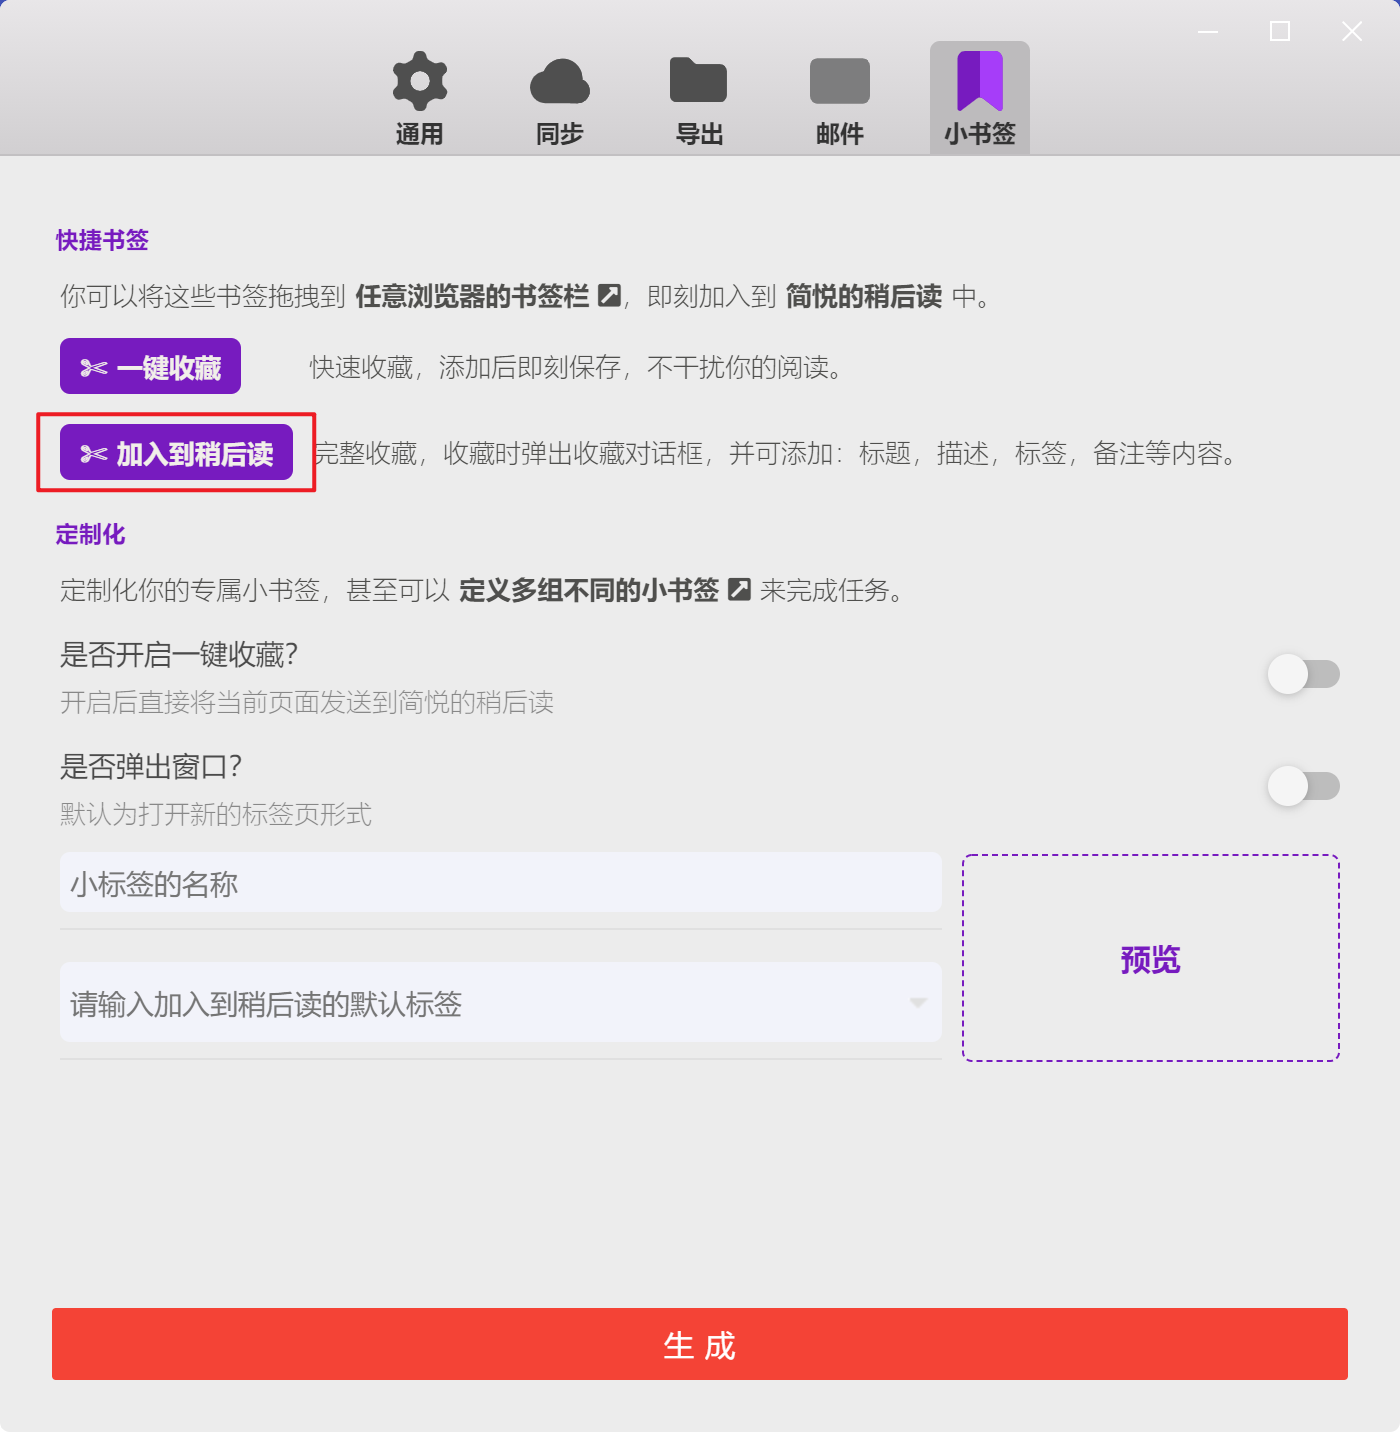 通用
同步
导出
邮件
小书签
快捷书签
你可以将这些书签拖拽到 任意浏览器的书签栏，即刻加入到 简悦的稍后读 中。
一键收藏
快速收藏，添加后即刻保存，不干扰你的阅读。
加入到稍后读
完整收藏，收藏时弹出收藏对话框，并可添加：标题，描述，标签，备注等内容。
定制化
定制化你的专属小书签，甚至可以 定义多组不同的小书签 来完成任务。
是否开启一键收藏？
开启后直接将当前页面发送到简悦的稍后读
是否弹出窗口？
默认为打开新的标签页形式
小标签的名称
请输入加入到稍后读的默认标签
预览
生成